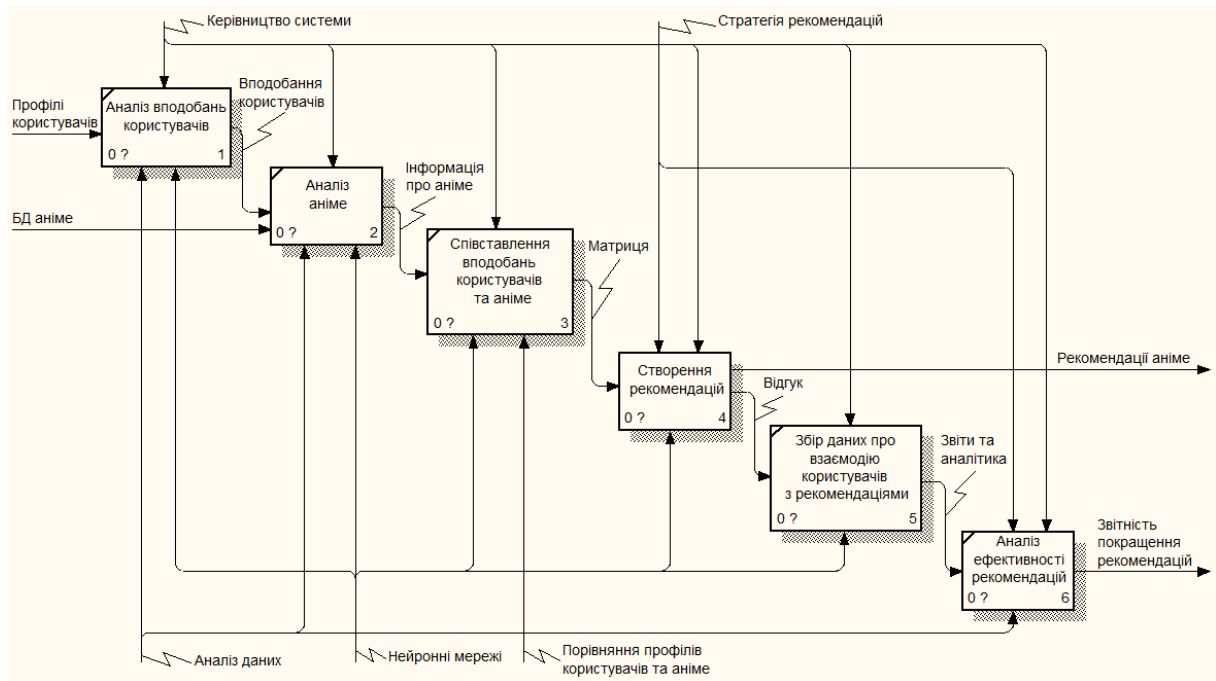 Керівництво системи
Стратегія рекомендацій
Профілі
користувачів
Аналіз вподобань
користувачів
0 ?
1
Вподобання
користувачів
БД аніме
Аналіз
аніме
0 ?
2
Інформація
про аніме
Співставлення
вподобань
користувачів
та аніме
0 ?
3
Матриця
Створення
рекомендацій
0 ?
4
Рекомендації аніме
Відгук
Збір даних про
взаємодію
користувачів
з рекомендаціями
0 ?
5
Звіти та
аналітика
Аналіз
ефективності
рекомендацій
0 ?
6
Звітність
покращення
рекомендацій
Аналіз даних
Нейронні мережі
Порівняння профілів
користувачів та аніме